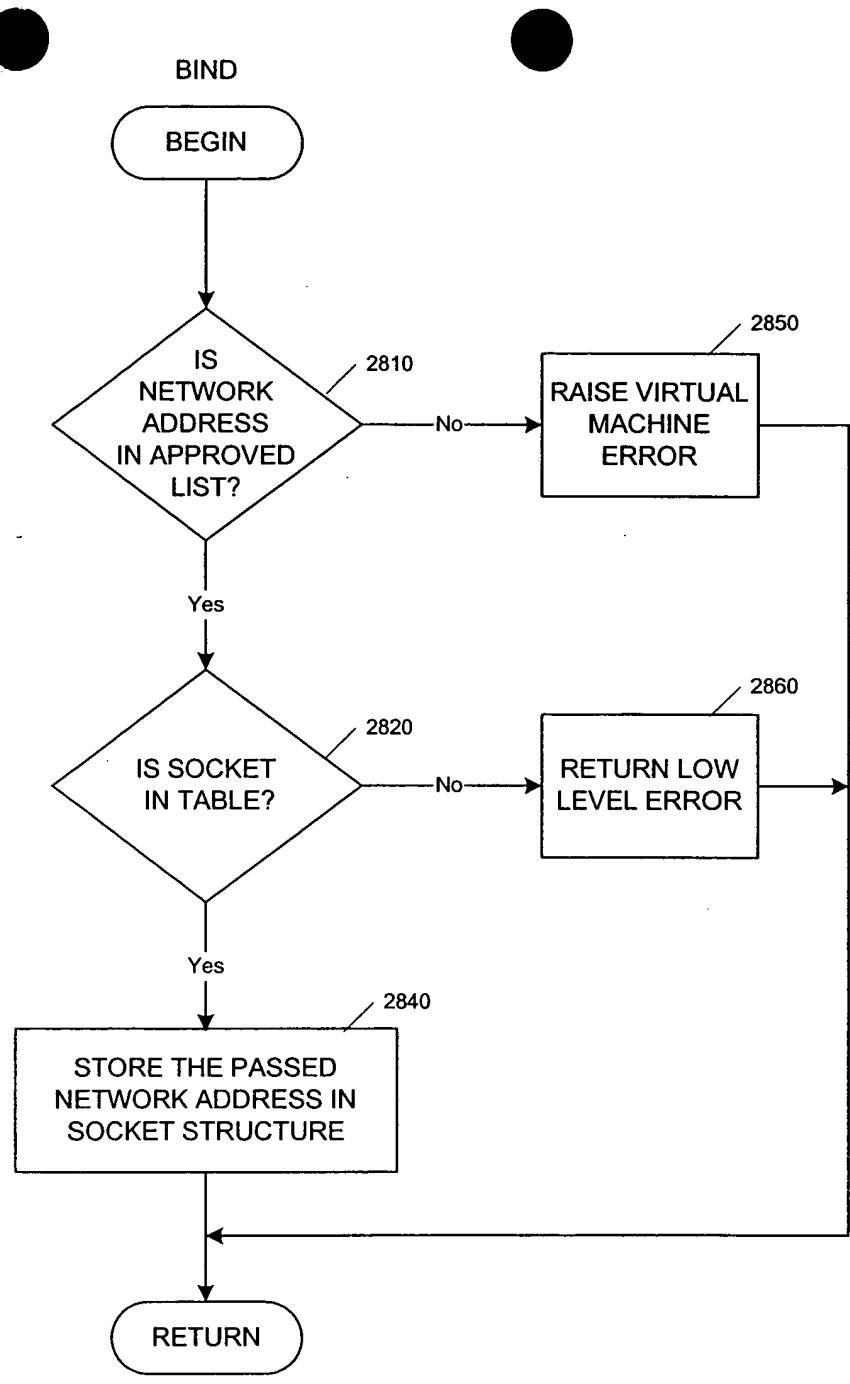 BIND
BEGIN
IS
NETWORK
ADDRESS
IN APPROVED
LIST?
2810
No
RAISE VIRTUAL
MACHINE
ERROR
2850
Yes
IS SOCKET
IN TABLE?
2820
No
RETURN LOW
LEVEL ERROR
2860
Yes
STORE THE PASSED
NETWORK ADDRESS IN
SOCKET STRUCTURE
2840
RETURN